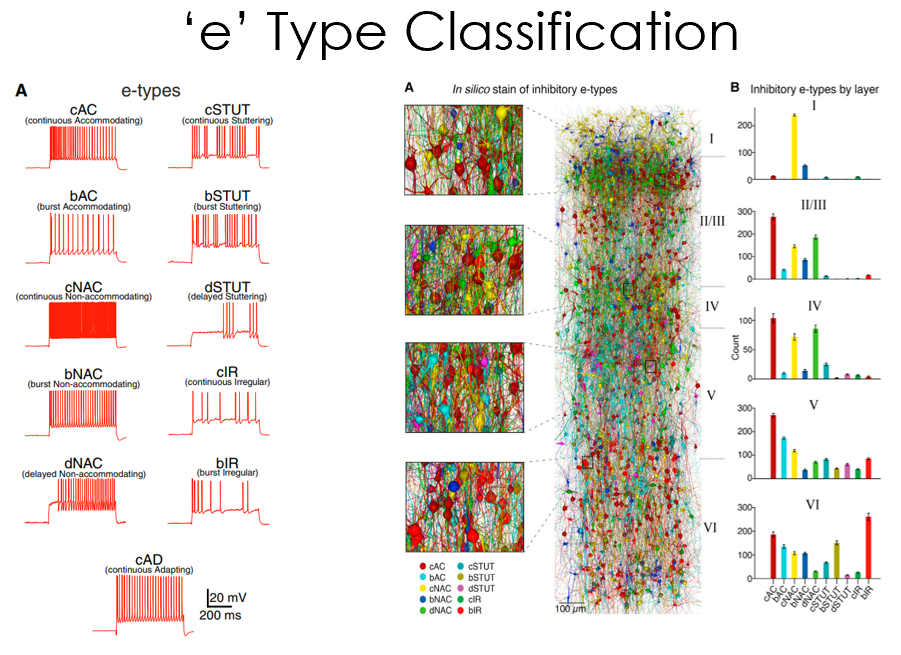 ‘e’ Type Classification
A
e-types
cAC
(continuous Accommodating)
cSTUT
(continuous Stuttering)
bAC
(burst Accommodating)
bSTUT
(burst Stuttering)
cNAC
(continuous Non-accommodating)
dSTUT
(delayed Stuttering)
bNAC
(burst Non-accommodating)
cIR
(continuous Irregular)
dNAC
(delayed Non-accommodating)
bIR
(burst Irregular)
cAD
(continuous Adapting)
20 mV
200 ms
A
In silico stain of inhibitory e-types
I
II/III
IV
V
VI
100 µm
cAC
bAC
cNAC
bNAC
dNAC
cSTUT
bSTUT
dSTUT
cIR
bIR
B
Inhibitory e-types by layer
I
200
100
0
II/III
300
200
100
0
IV
100
50
0
Count
V
300
200
100
0
VI
300
200
100
0
cAC
bAC
cNAC
bNAC
dNAC
cSTUT
bSTUT
dSTUT
cIR
bIR